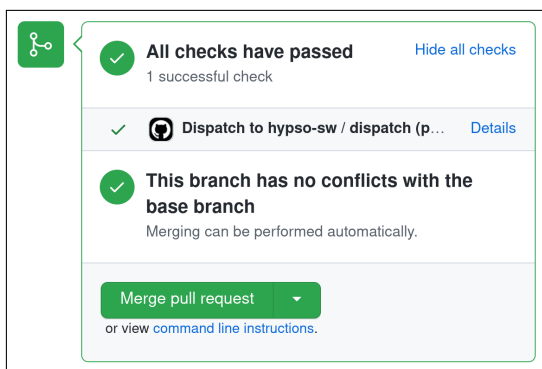 All checks have passed
Hide all checks
1 successful check
Dispatch to hypso-sw / dispatch (p…
Details
This branch has no conflicts with the
base branch
Merging can be performed automatically.
Merge pull request
or view command line instructions.